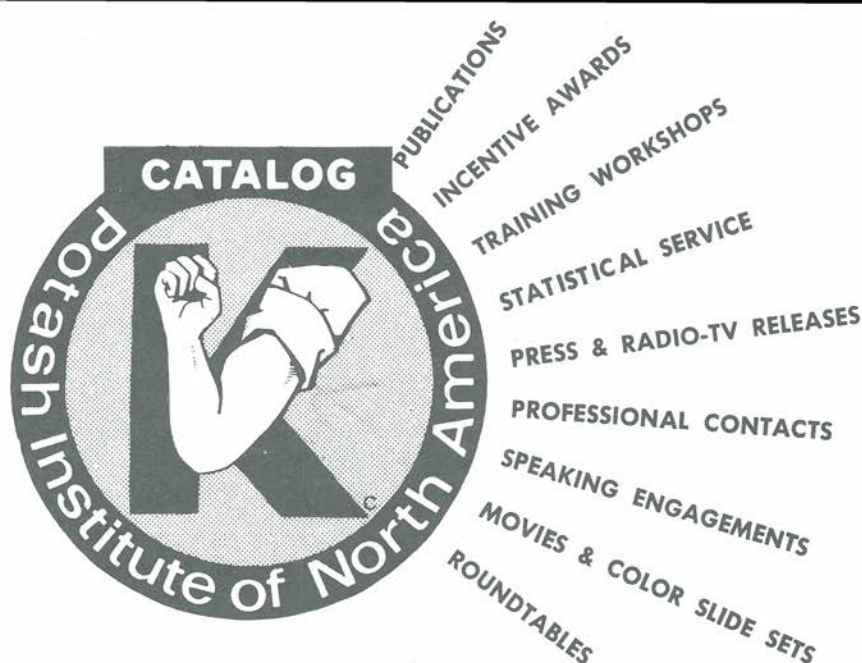 CATALOG
Potash Institute of North America
K
C
PUBLICATIONS
INCENTIVE AWARDS
TRAINING WORKSHOPS
STATISTICAL SERVICE
PRESS & RADIO-TV RELEASES
PROFESSIONAL CONTACTS
SPEAKING ENGAGEMENTS
MOVIES & COLOR SLIDE SETS
ROUNDTABLES